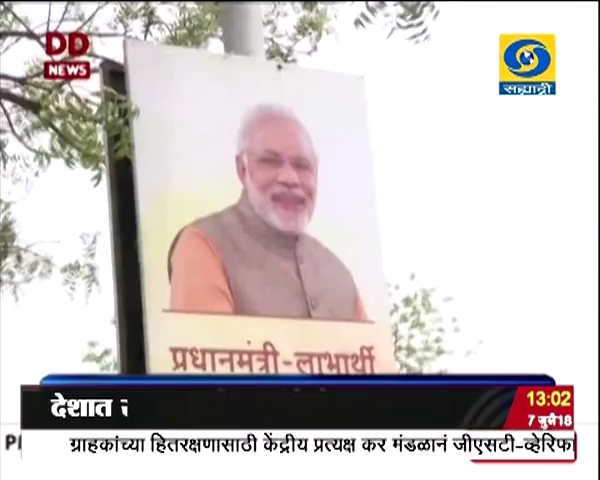 DD
NEWS
सह्याद्री
प्रधानमंत्री-लाभार्थी
देशात
13:02
7 जुलै 18
ग्राहकांच्या हितरक्षणासाठी केंद्रीय प्रत्यक्ष कर मंडळानं जीएसटी-व्हेरिफ